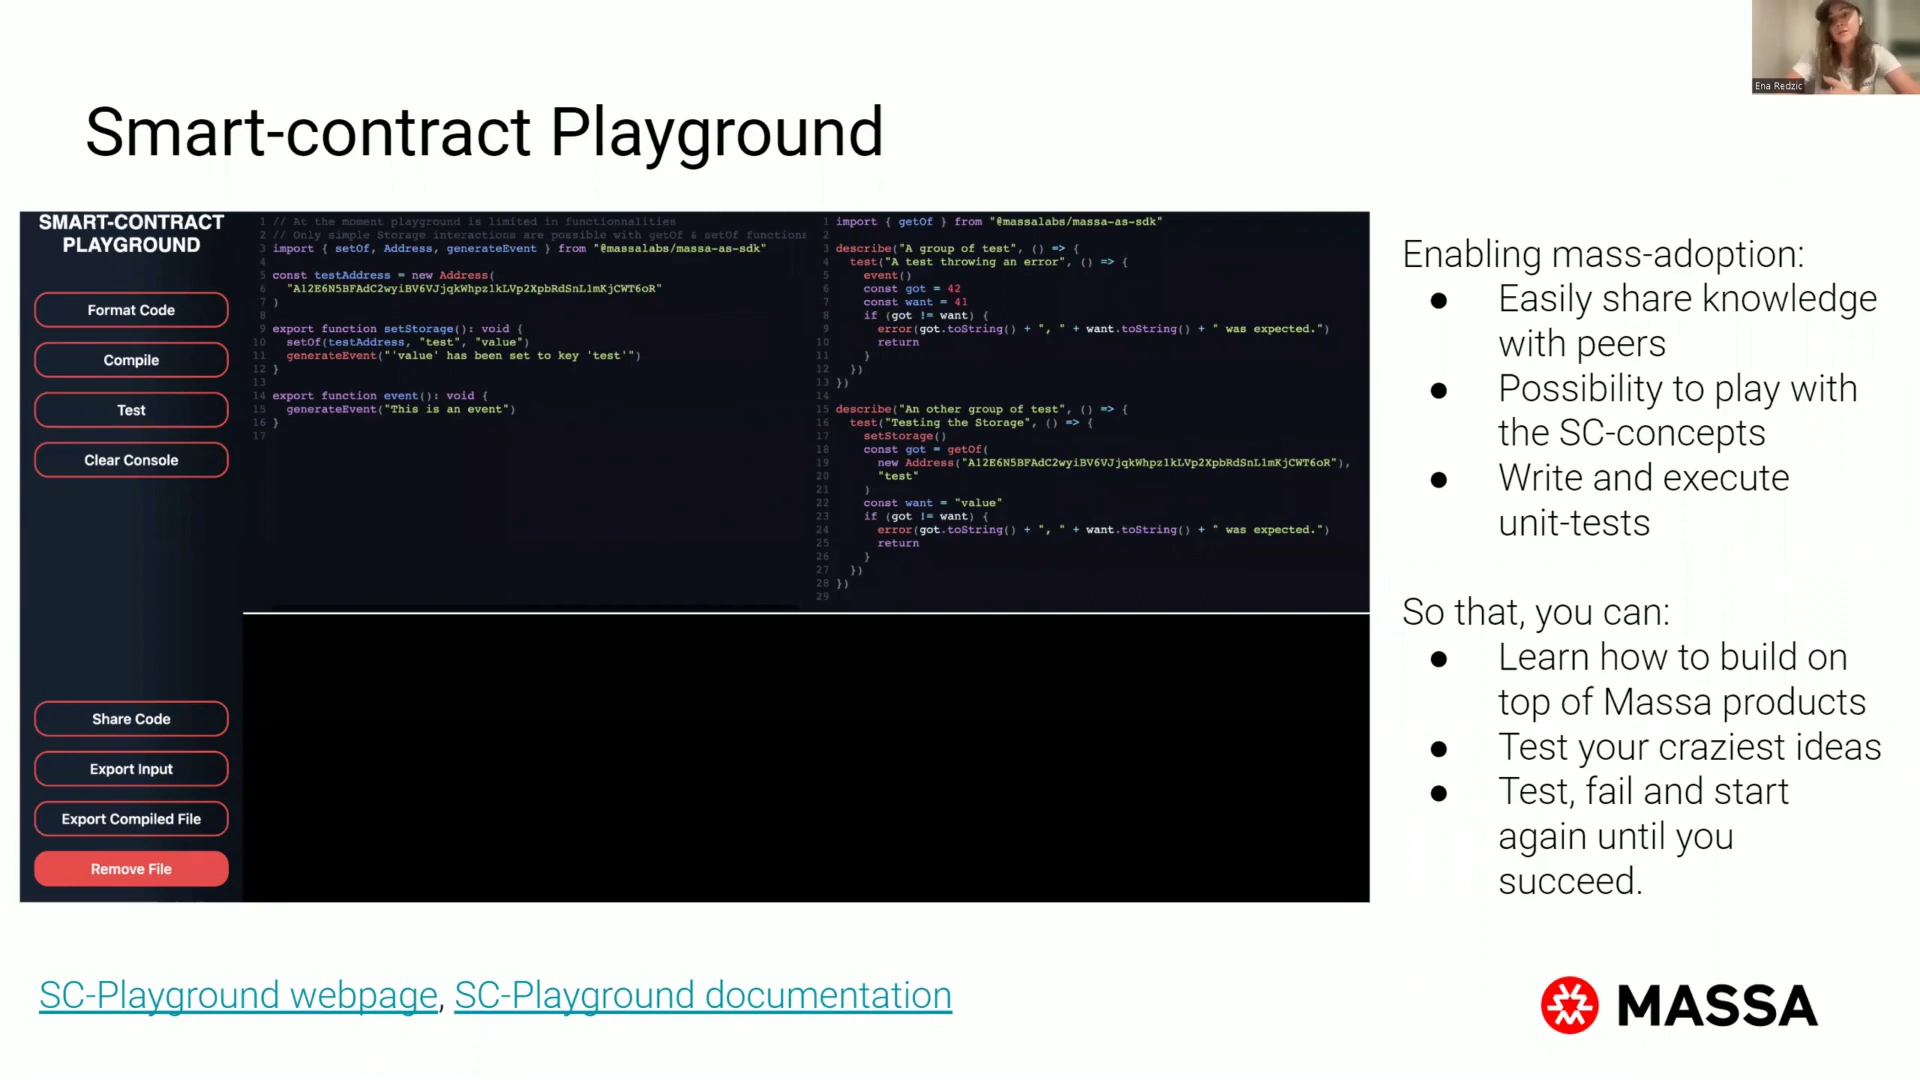 Ena Redzic
Smart-contract Playground
SMART-CONTRACT
PLAYGROUND
Format Code
Compile
Test
Clear Console
Share Code
Export Input
Export Compiled File
Remove File
1 // At the moment playground is limited in functionnalities
2 // Only simple Storage interactions are possible with getOf & setOf functions
3 import { setOf, Address, generateEvent } from "@massalabs/massa-as-sdk"
4
5 const testAddress = new Address(
6 "A12E6N5BFAdC2wyiBV6VJjqkWhpz1kLVp2XpbRdSnL1mKjCWT6oR"
7 )
8
9 export function setStorage(): void {
10 setOf(testAddress, "test", "value")
11 generateEvent("'value' has been set to key 'test'")
12 }
13
14 export function event(): void {
15 generateEvent("This is an event")
16 }
17
1 import { getOf } from "@massalabs/massa-as-sdk"
2
3 describe("A group of test", () => {
4 test("A test throwing an error", () => {
5 event()
6 const got = 42
7 const want = 41
8 if (got != want) {
9 error(got.toString() + ", " + want.toString() + " was expected.")
10 return
11 }
12 })
13 })
14
15 describe("An other group of test", () => {
16 test("Testing the Storage", () => {
17 setStorage()
18 const got = getOf(
19 new Address("A12E6N5BFAdC2wyiBV6VJjqkWhpz1kLVp2XpbRdSnL1mKjCWT6oR"),
20 "test"
21 )
22 const want = "value"
23 if (got != want) {
24 error(got.toString() + ", " + want.toString() + " was expected.")
25 return
26 }
27 })
28 })
29
Enabling mass-adoption:
● Easily share knowledge
with peers
● Possibility to play with
the SC-concepts
● Write and execute
unit-tests
So that, you can:
● Learn how to build on
top of Massa products
● Test your craziest ideas
● Test, fail and start
again until you
succeed.
SC-Playground webpage, SC-Playground documentation
MASSA